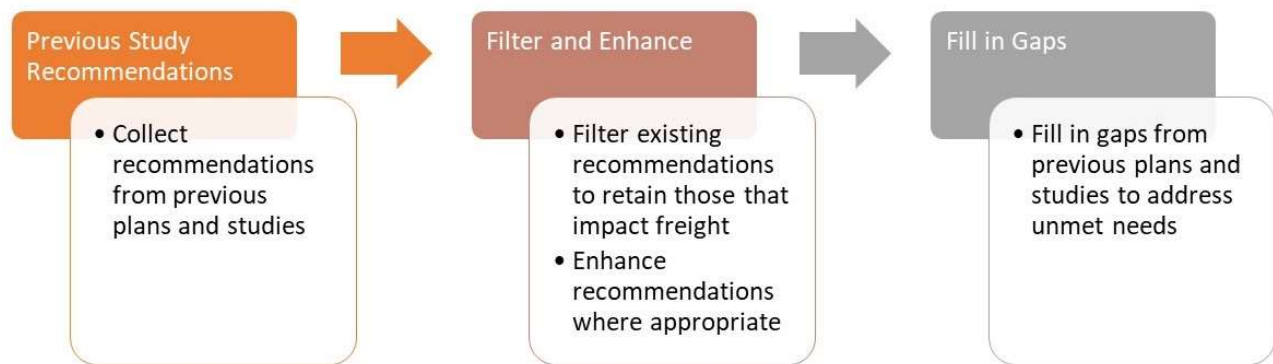 Previous Study
Recommendations
• Collect
recommendations
from previous
plans and studies
Filter and Enhance
• Filter existing
recommendations
to retain those that
impact freight
• Enhance
recommendations
where appropriate
Fill in Gaps
• Fill in gaps from
previous plans and
studies to address
unmet needs